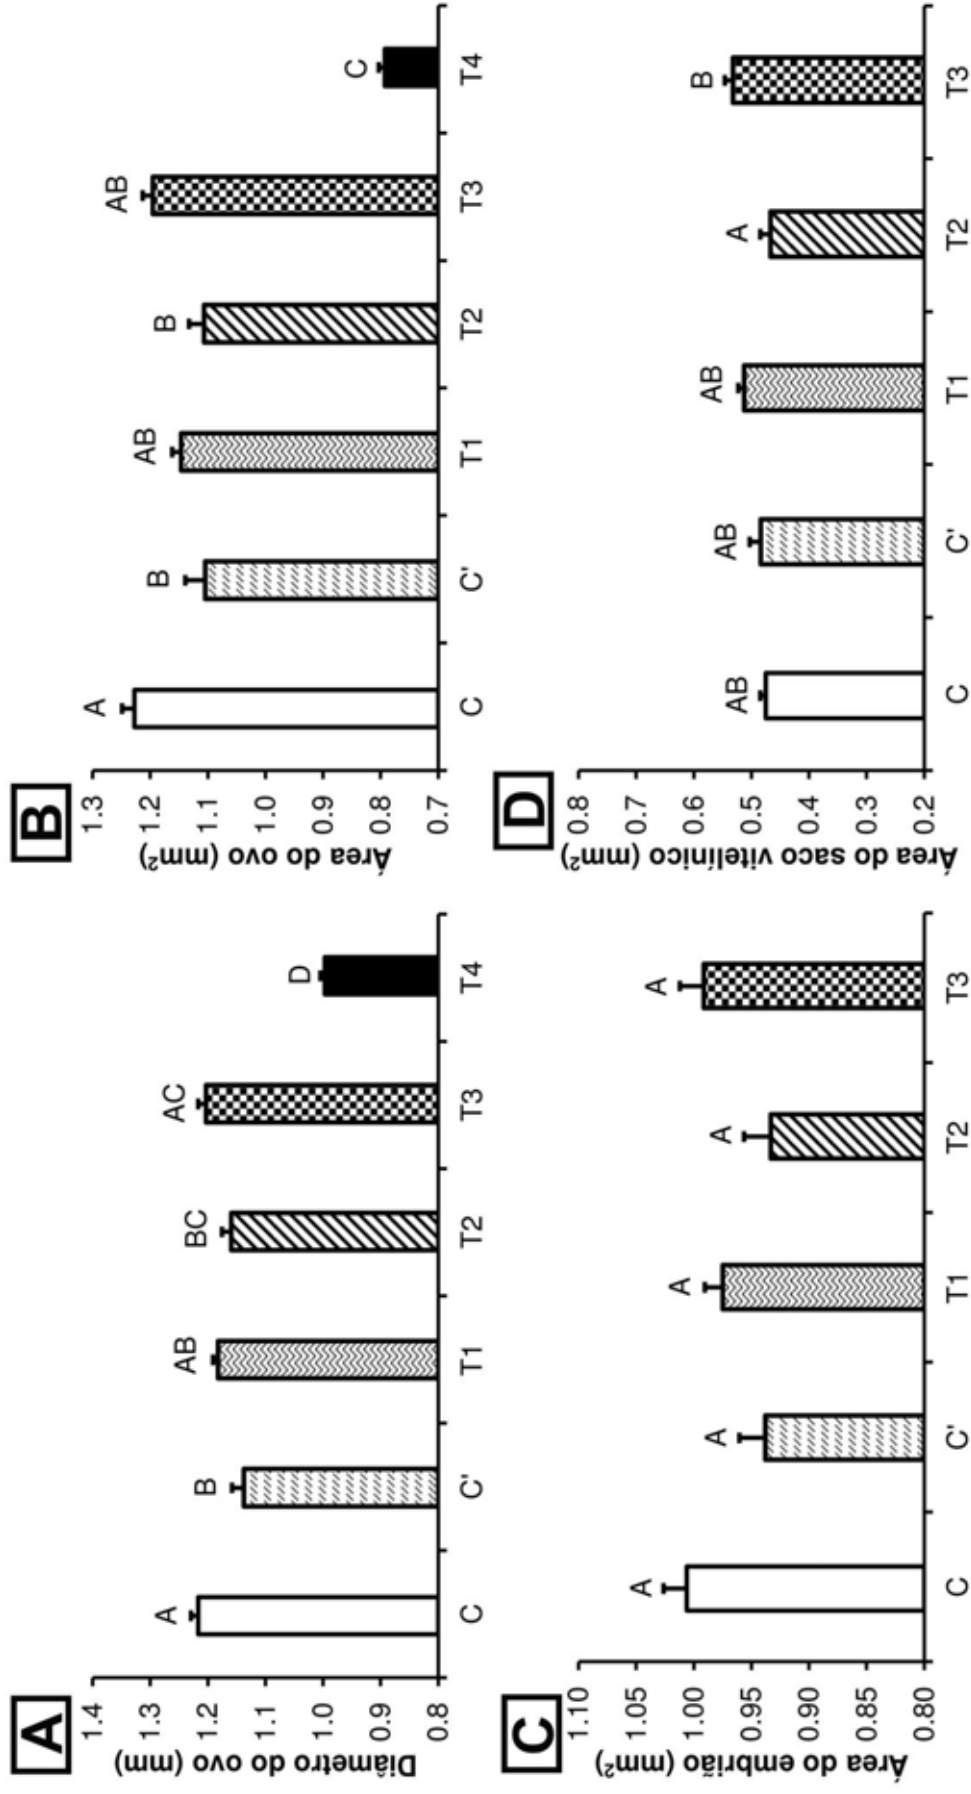 A
Diâmetro do ovo (mm)
1.4
1.3
1.2
1.1
1.0
0.9
0.8
A
B
AB
BC
AC
D
C C' T1 T2 T3 T4
B
Área do ovo (mm²)
1.3
1.2
1.1
1.0
0.9
0.8
0.7
A
B
AB
B
AB
C
C C' T1 T2 T3 T4
C
Área do embrião (mm²)
1.10
1.05
1.00
0.95
0.90
0.85
0.80
A
A
A
A
A
C C' T1 T2 T3
D
Área do saco vitelínico (mm²)
0.8
0.7
0.6
0.5
0.4
0.3
0.2
AB
AB
AB
A
B
C C' T1 T2 T3